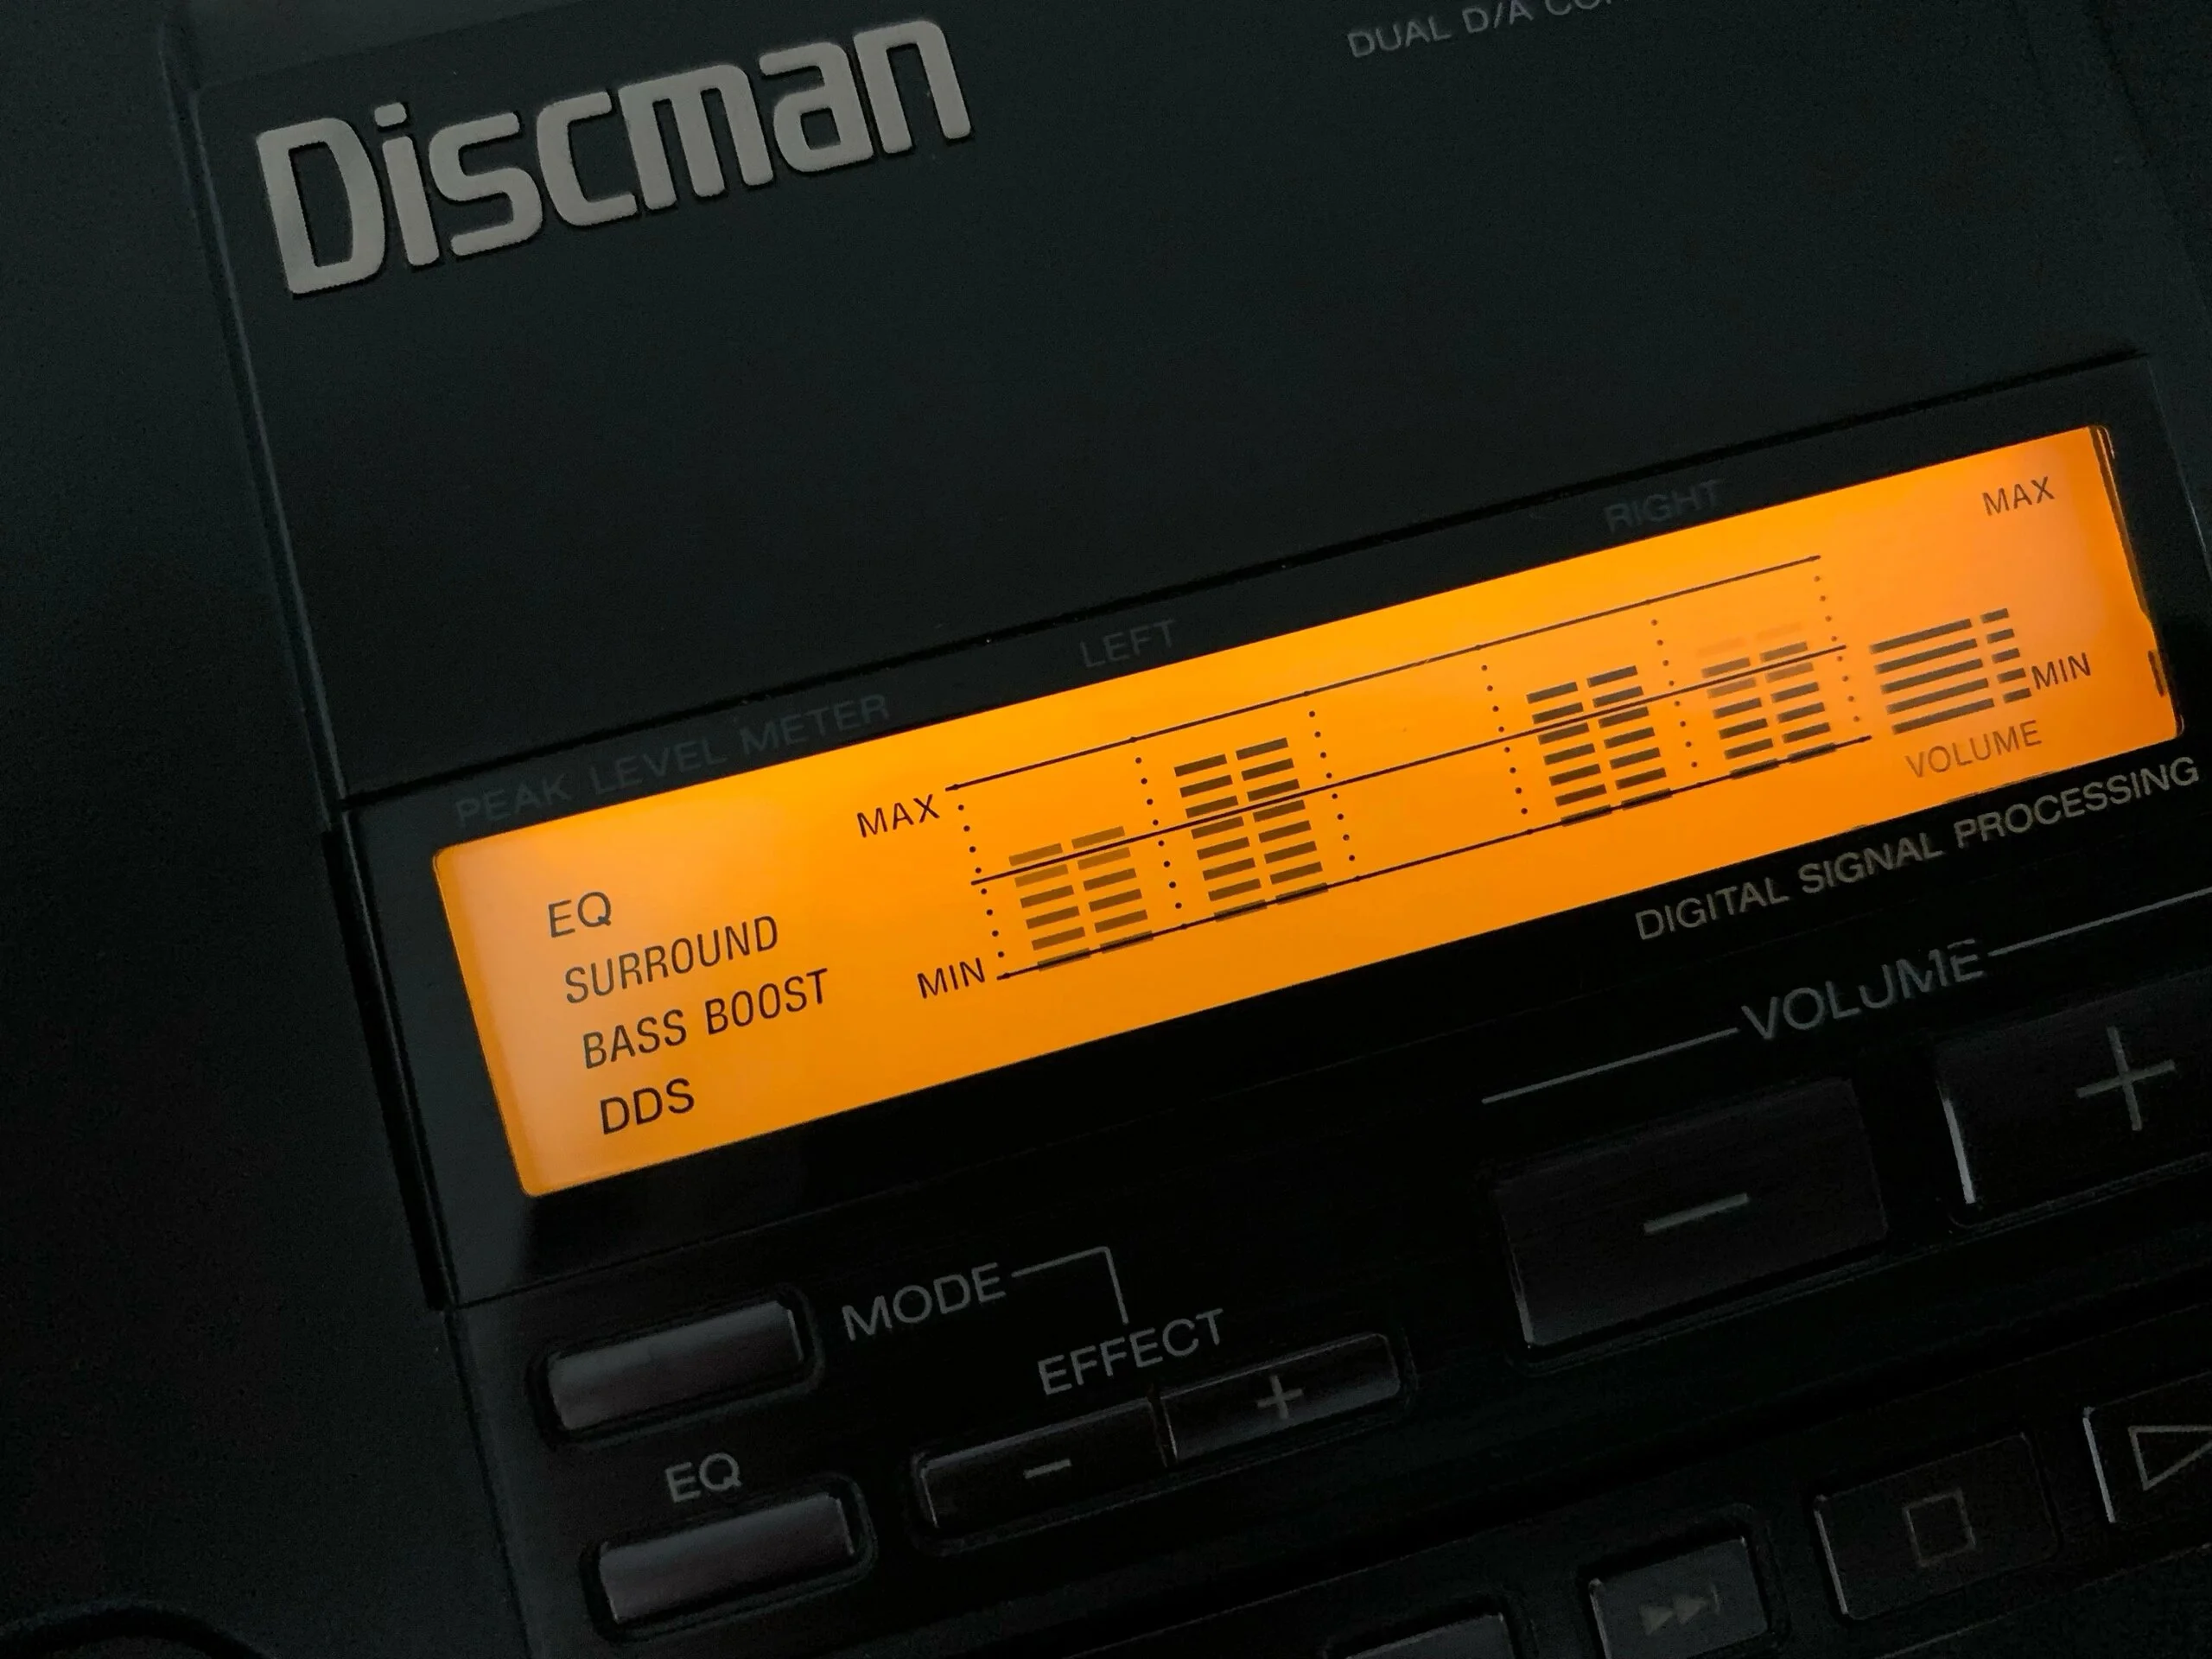 Discman
DUAL D/A
PEAK LEVEL METER
LEFT
RIGHT
MAX
MIN
EQ
SURROUND
BASS BOOST
DDS
MAX
MIN
VOLUME
DIGITAL SIGNAL PROCESSING
VOLUME
− +
MODE
EFFECT
− +
EQ